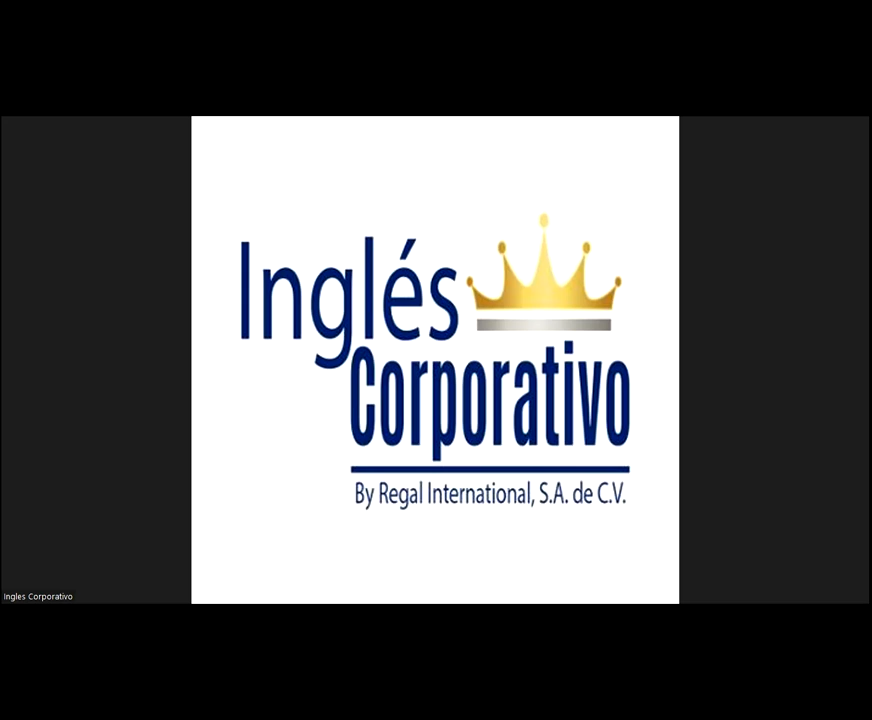 Inglés
Corporativo
By Regal International, S.A. de C.V.
Ingles Corporativo